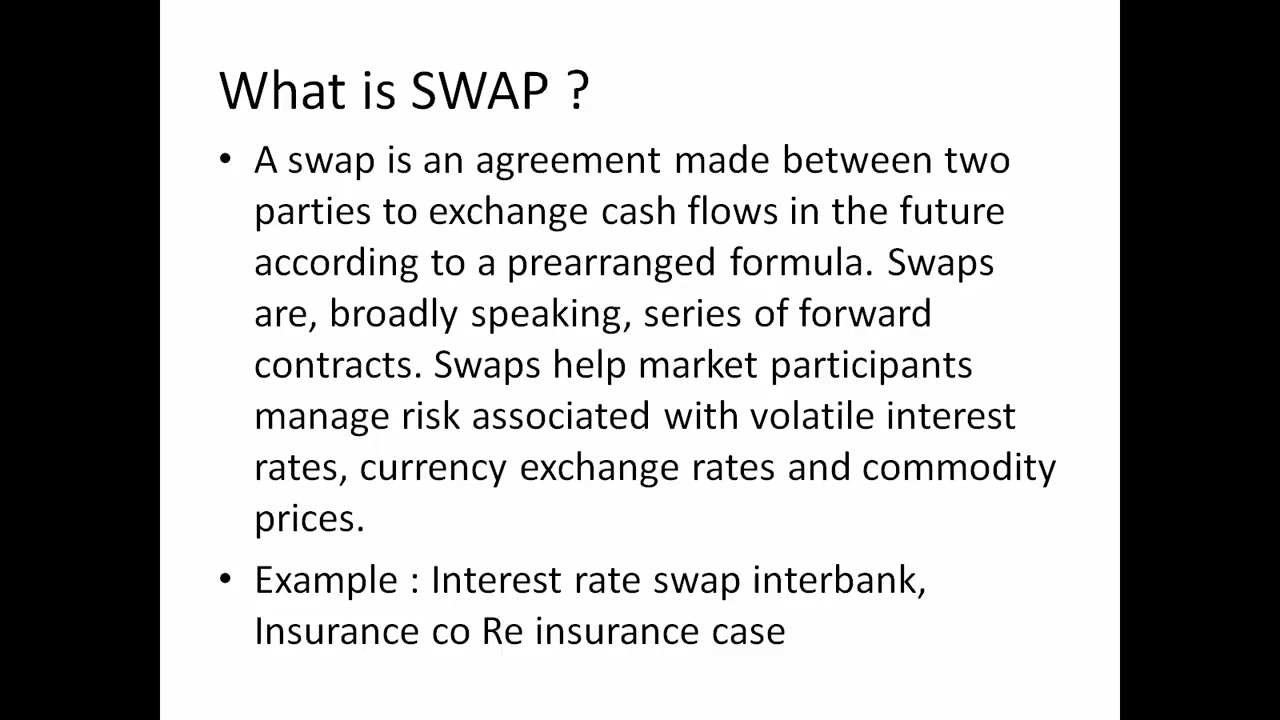 What is SWAP ?
• A swap is an agreement made between two
parties to exchange cash flows in the future
according to a prearranged formula. Swaps
are, broadly speaking, series of forward
contracts. Swaps help market participants
manage risk associated with volatile interest
rates, currency exchange rates and commodity
prices.
• Example : Interest rate swap interbank,
Insurance co Re insurance case